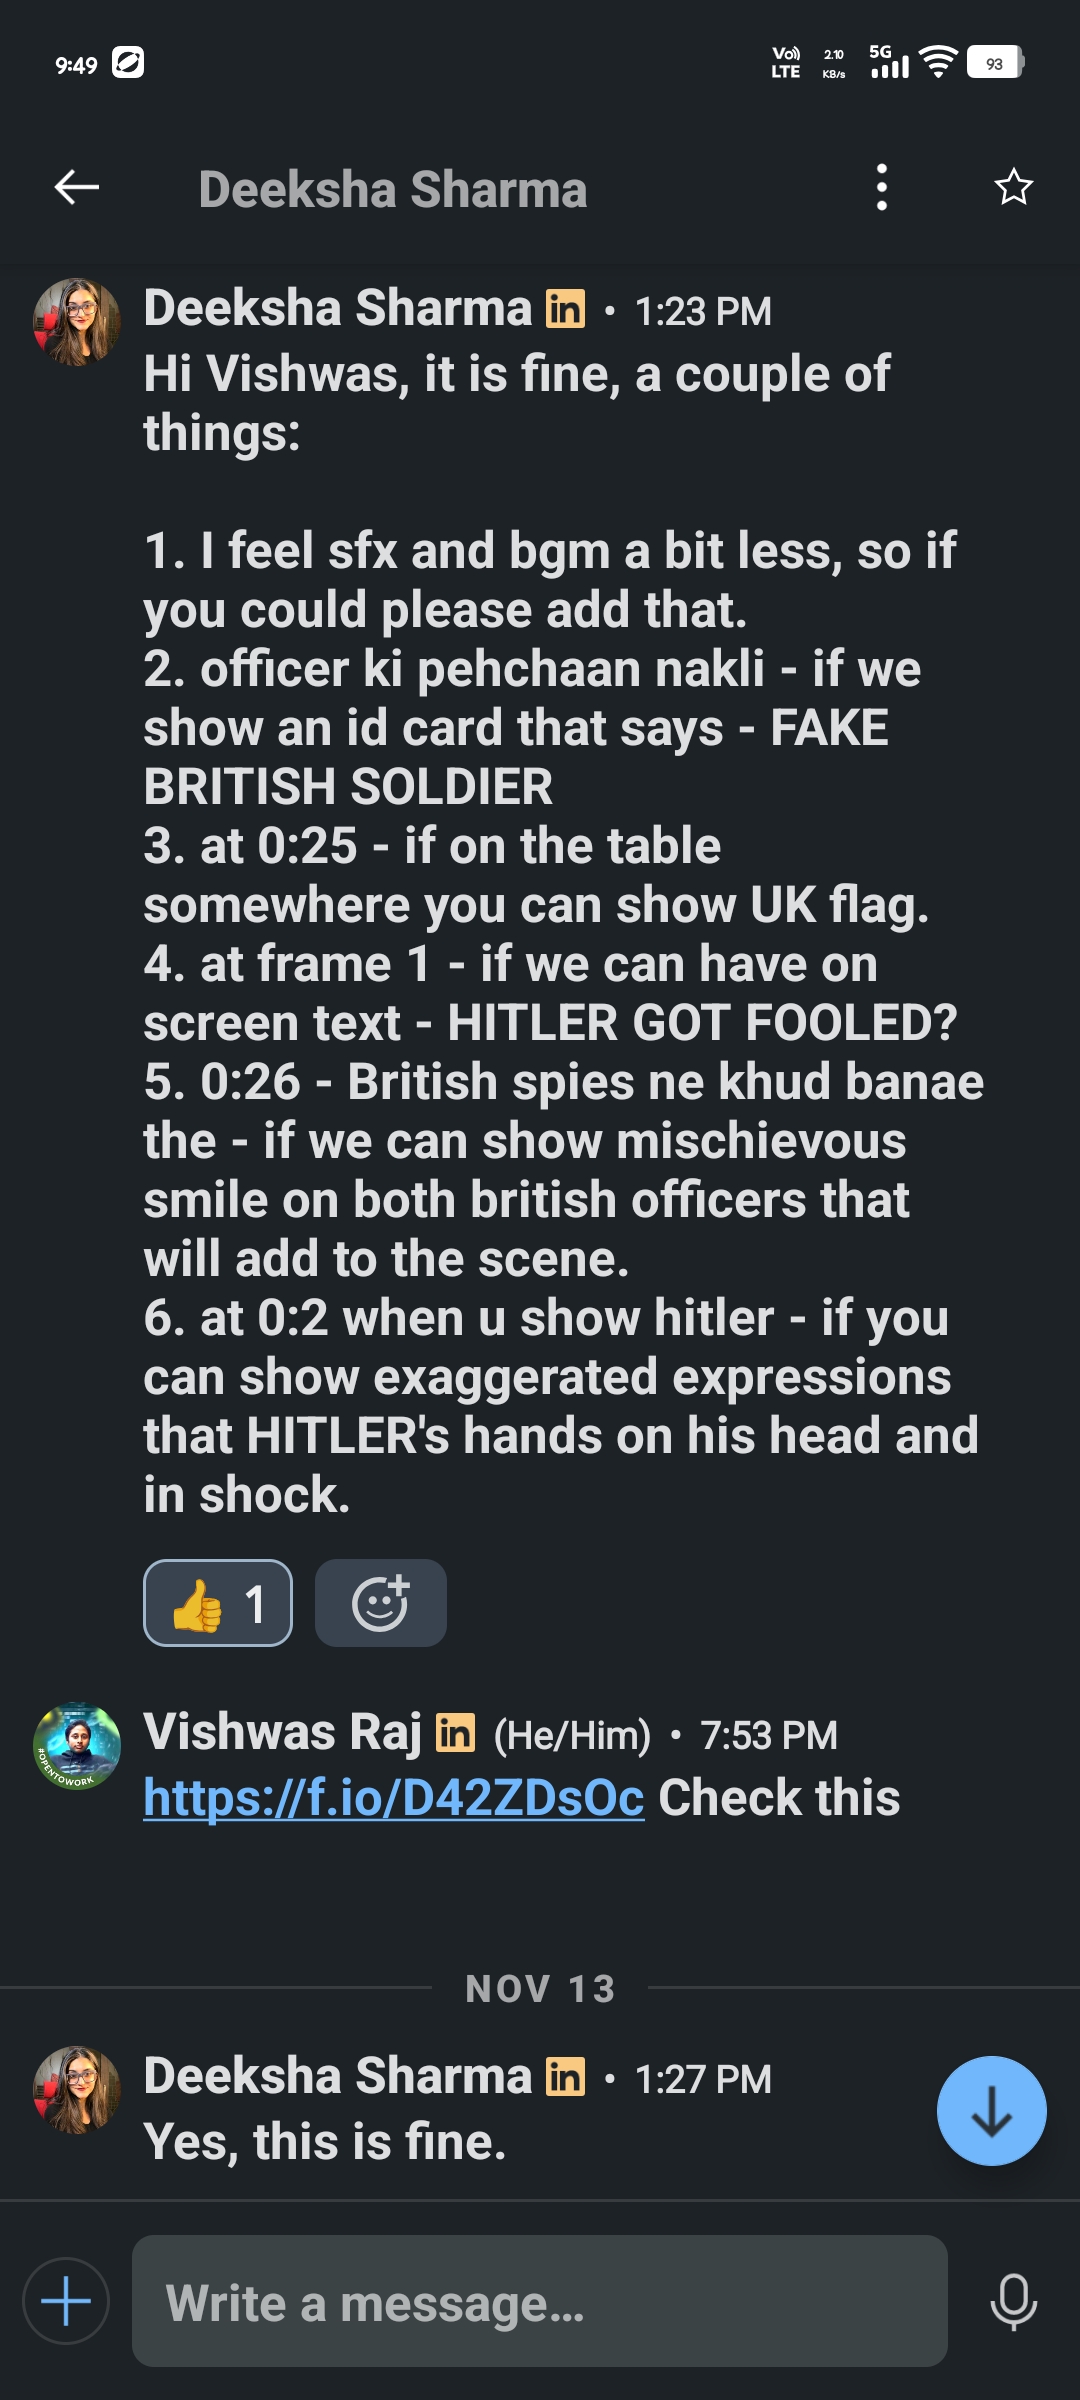 9:49
Vo)) LTE
2.10 KB/s
5G
93
Deeksha Sharma
Deeksha Sharma in • 1:23 PM
Hi Vishwas, it is fine, a couple of
things:
1. I feel sfx and bgm a bit less, so if
you could please add that.
2. officer ki pehchaan nakli - if we
show an id card that says - FAKE
BRITISH SOLDIER
3. at 0:25 - if on the table
somewhere you can show UK flag.
4. at frame 1 - if we can have on
screen text - HITLER GOT FOOLED?
5. 0:26 - British spies ne khud banae
the - if we can show mischievous
smile on both british officers that
will add to the scene.
6. at 0:2 when u show hitler - if you
can show exaggerated expressions
that HITLER's hands on his head and
in shock.
👍 1
Vishwas Raj in (He/Him) • 7:53 PM
#OPENTOWORK
https://f.io/D42ZDsOc Check this
NOV 13
Deeksha Sharma in • 1:27 PM
Yes, this is fine.
Write a message...